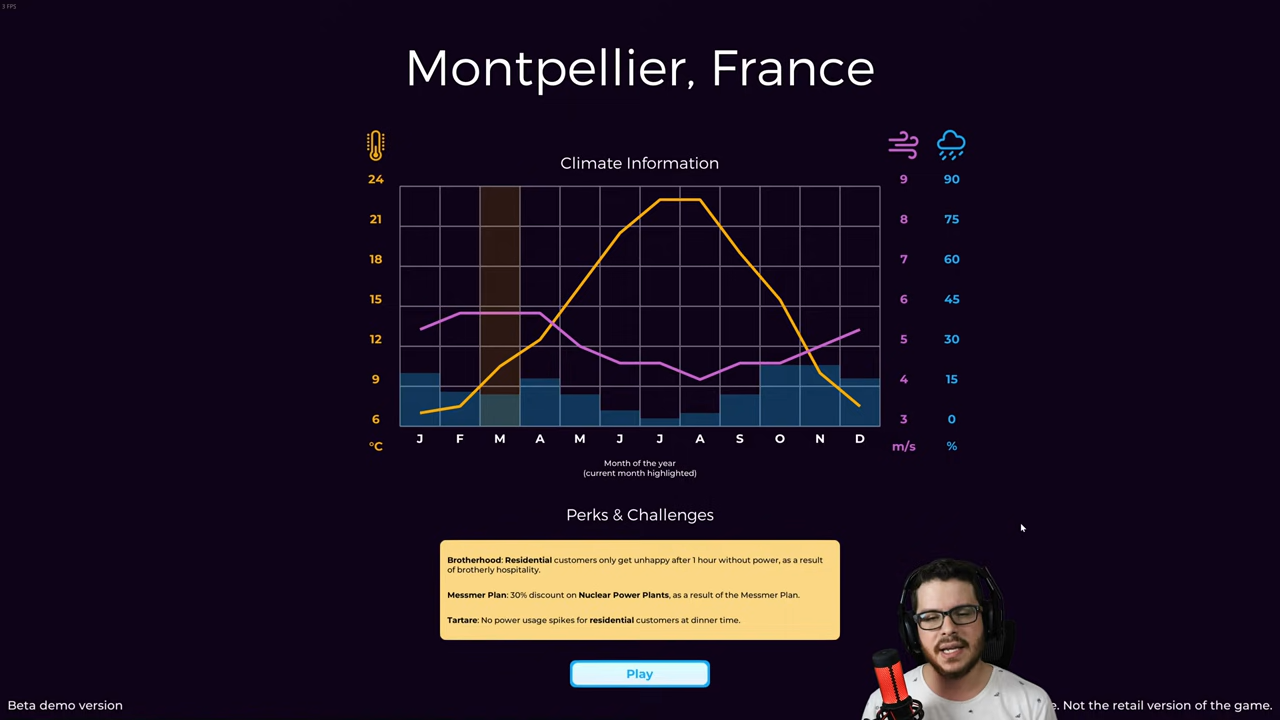 3 FPS
Montpellier, France
Climate Information
24
21
18
15
12
9
6
°C
9
8
7
6
5
4
3
m/s
90
75
60
45
30
15
0
%
J F M A M J J A S O N D
Month of the year
(current month highlighted)
Perks & Challenges
Brotherhood: Residential customers only get unhappy after 1 hour without power, as a result
of brotherly hospitality.
Messmer Plan: 30% discount on Nuclear Power Plants, as a result of the Messmer Plan.
Tartare: No power usage spikes for residential customers at dinner time.
Play
Beta demo version
Not the retail version of the game.